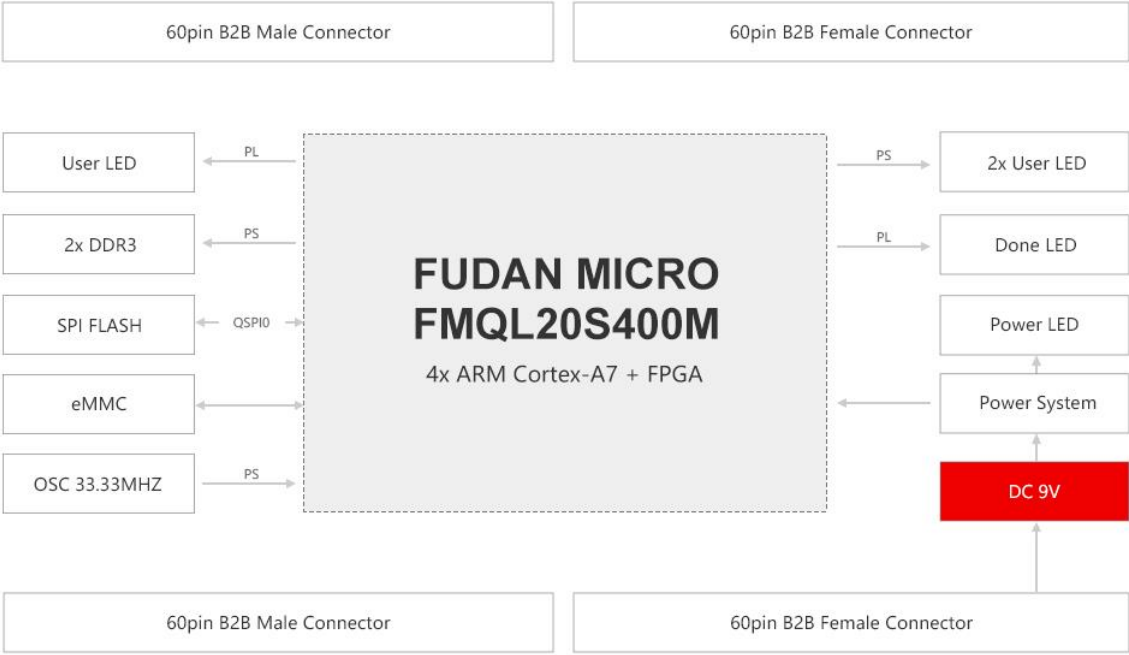 60pin B2B Male Connector
60pin B2B Female Connector
User LED
PL
PS
2x User LED
2x DDR3
PS
PL
Done LED
FUDAN MICRO
FMQL20S400M
4x ARM Cortex-A7 + FPGA
SPI FLASH
QSPI0
Power LED
eMMC
Power System
OSC 33.33MHZ
PS
DC 9V
60pin B2B Male Connector
60pin B2B Female Connector